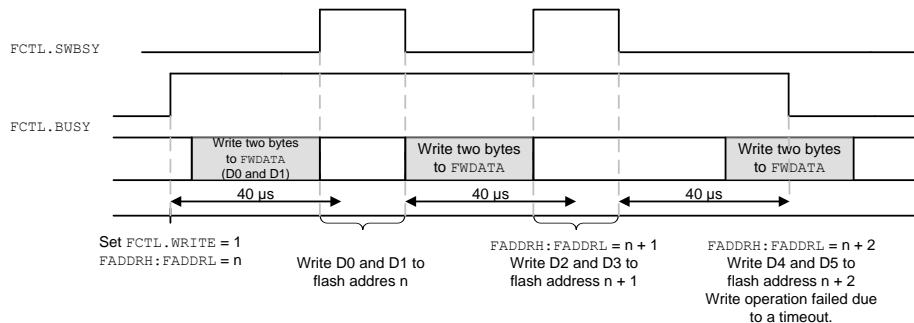 FCTL.SWBSY
FCTL.BUSY
Write two bytes
to FWDATA
(D0 and D1)
Write two bytes
to FWDATA
Write two bytes
to FWDATA
40 µs
40 µs
40 µs
Set FCTL.WRITE = 1
FADDRH:FADDRL = n
Write D0 and D1 to
flash addres n
FADDRH:FADDRL = n + 1
Write D2 and D3 to
flash address n + 1
FADDRH:FADDRL = n + 2
Write D4 and D5 to
flash address n + 2
Write operation failed due
to a timeout.